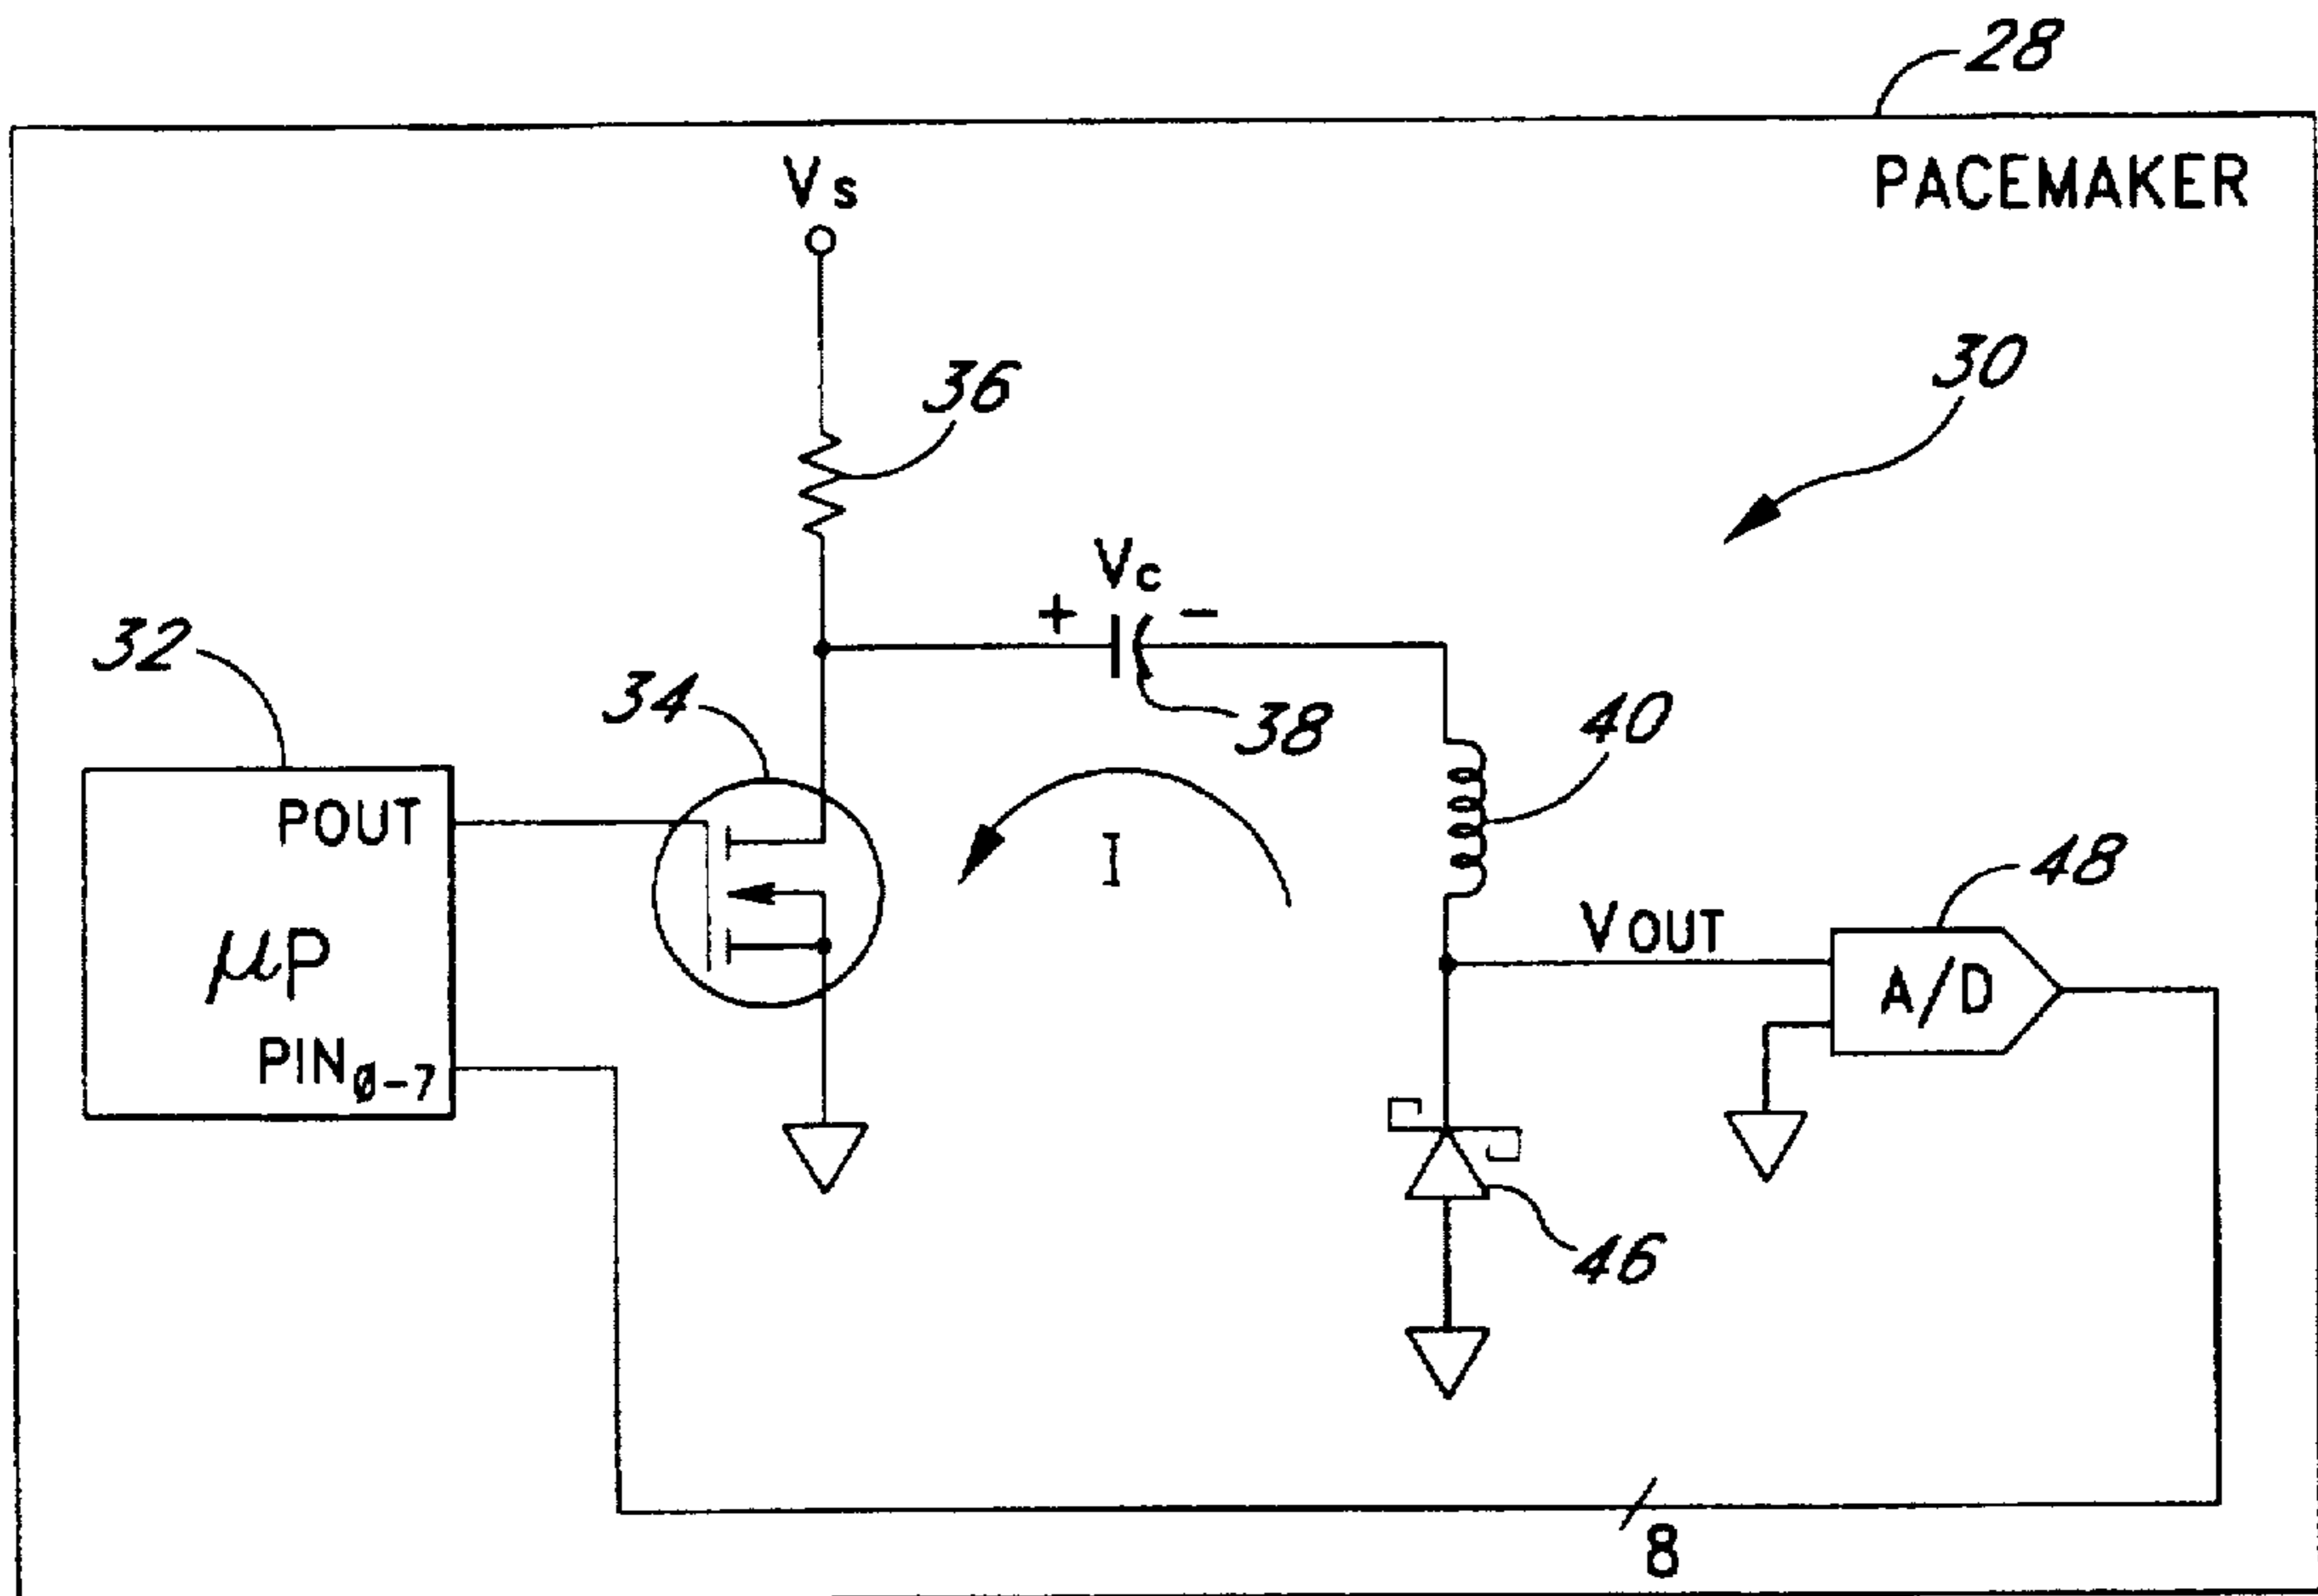 28
PACEMAKER
Vs
30
36
Vc
+ −
32
34
38
40
POUT
I
48
VOUT
μP
A/D
PIN0-7
46
8